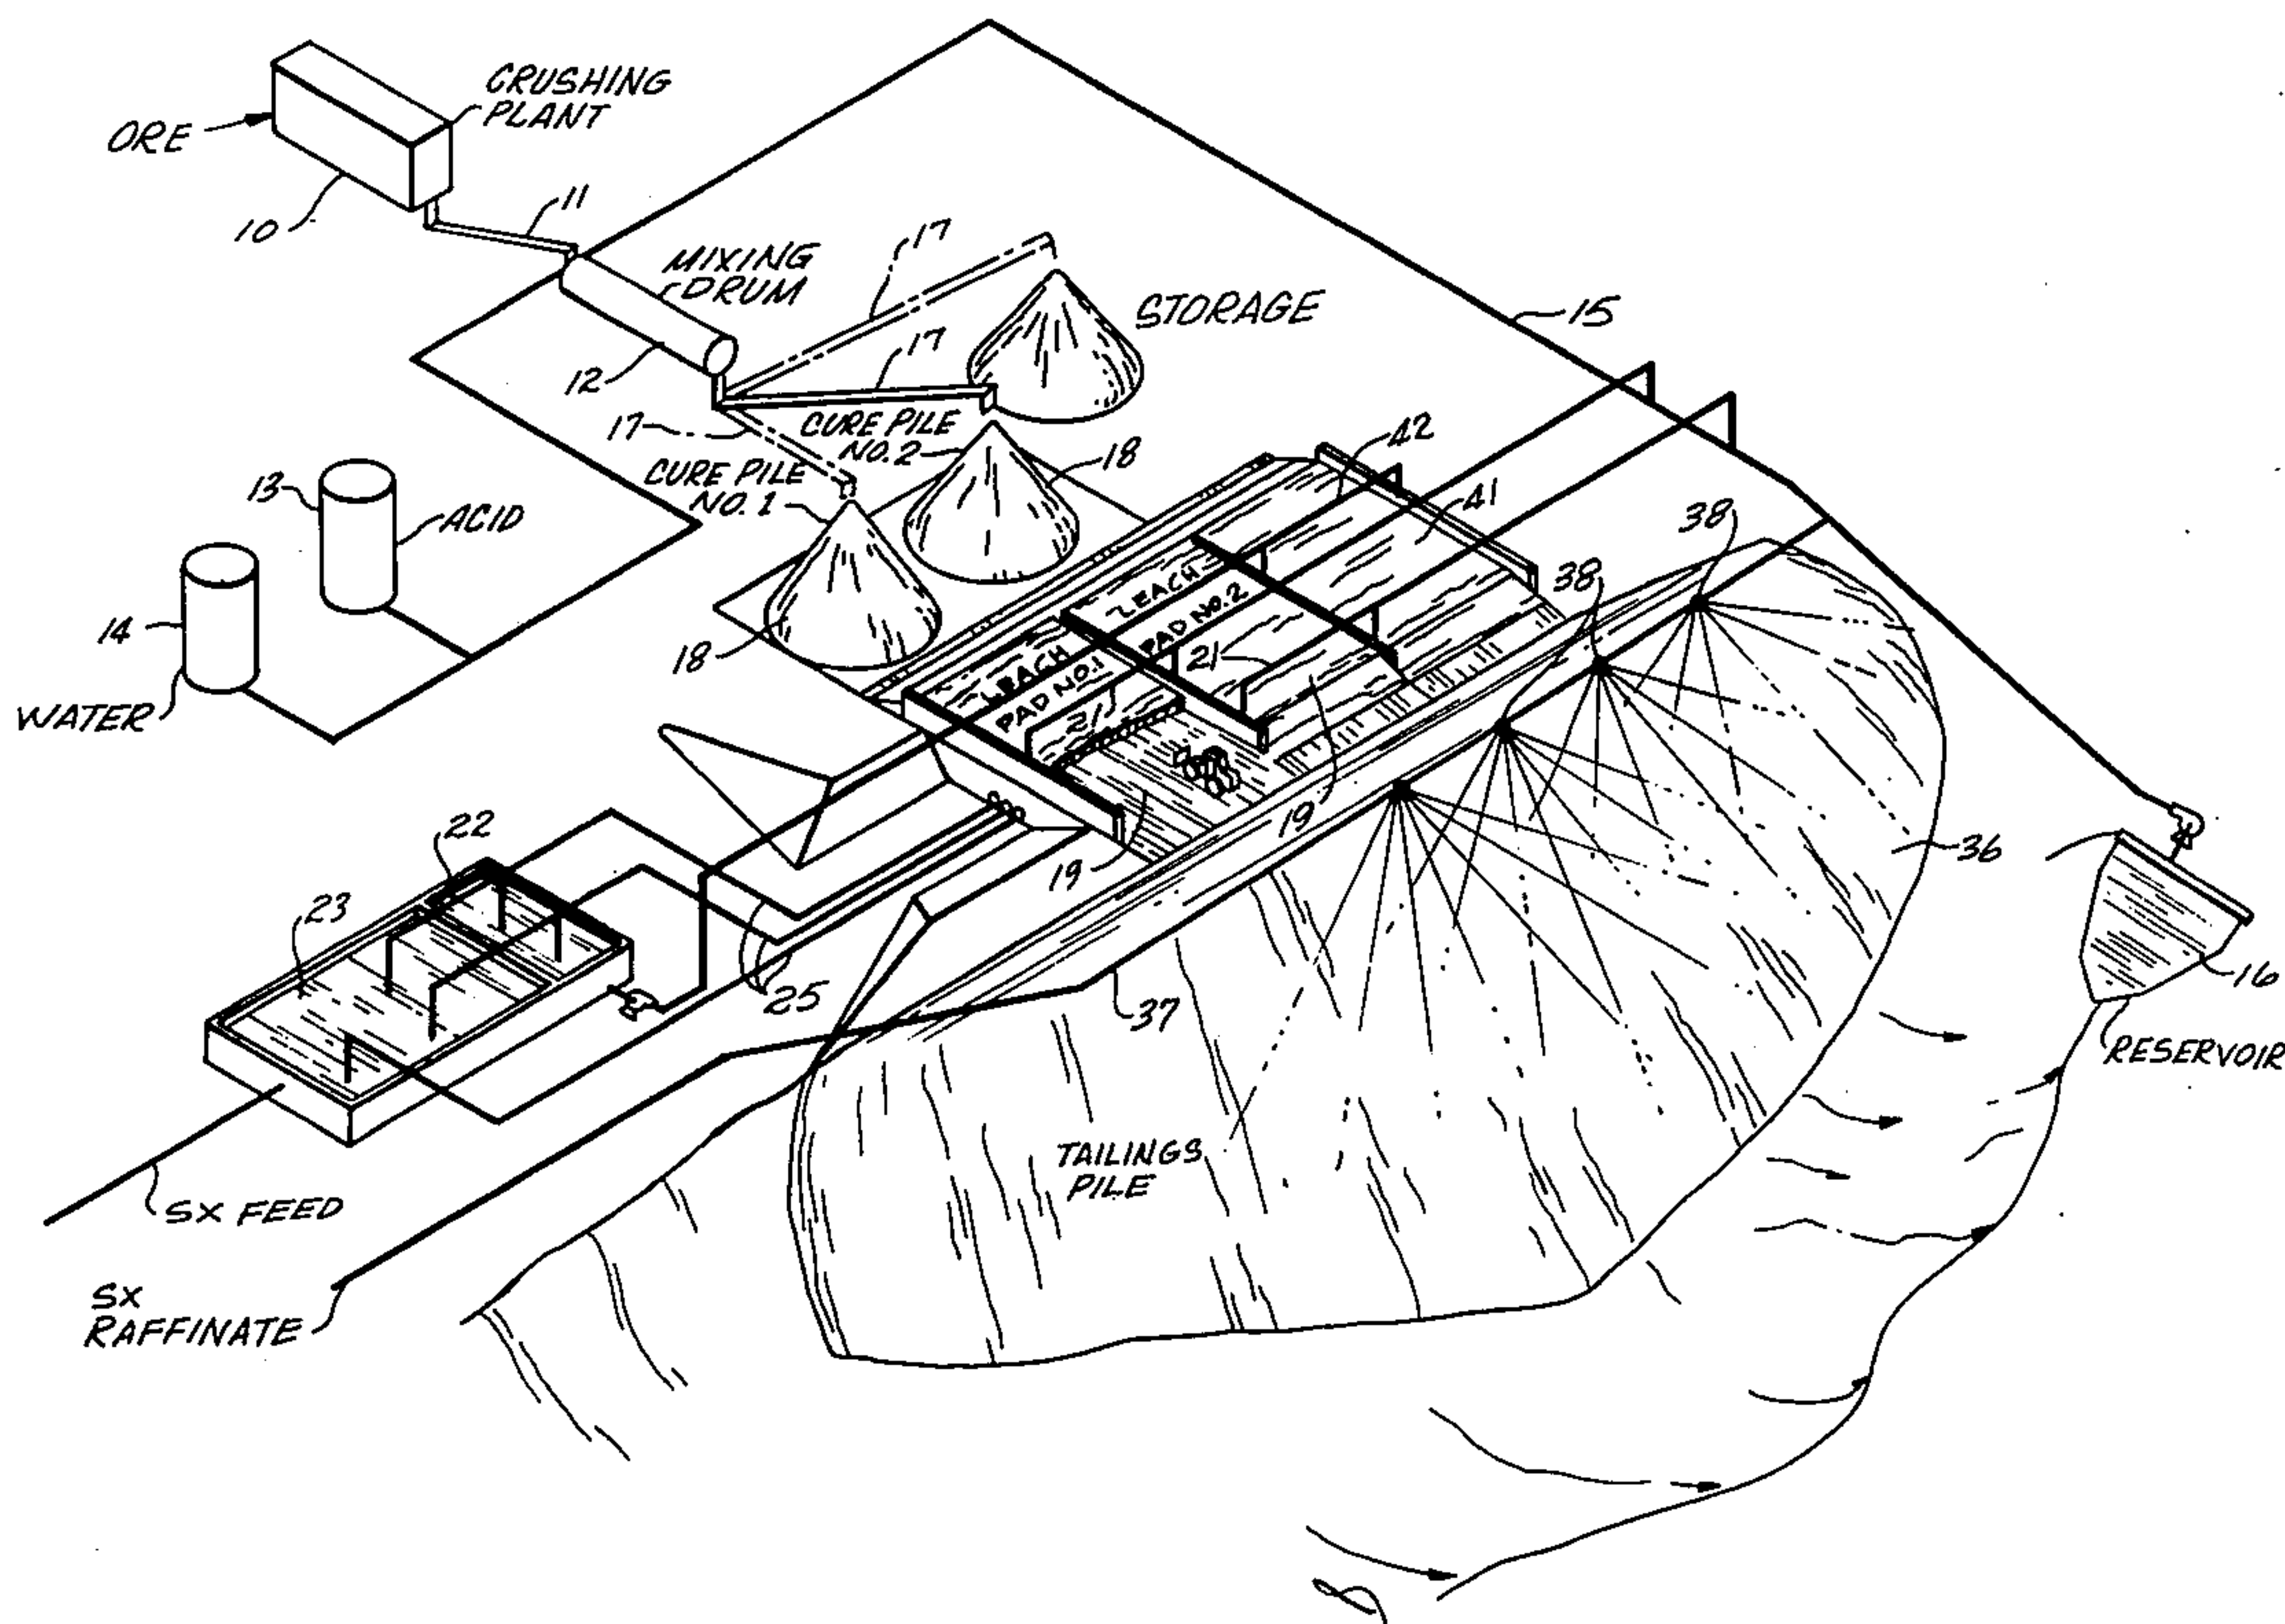 CRUSHING
PLANT
ORE
10
11
MIXING
DRUM
12
17
17
17
STORAGE
15
CURE PILE
NO. 2
CURE PILE
NO. 1
18
18
13
ACID
14
WATER
42
41
38
38
LEACH
PAD NO. 2
LEACH
PAD NO. 1
21
21
19
19
19
36
22
23
25
37
16
RESERVOIR
TAILINGS
PILE
SX FEED
SX
RAFFINATE